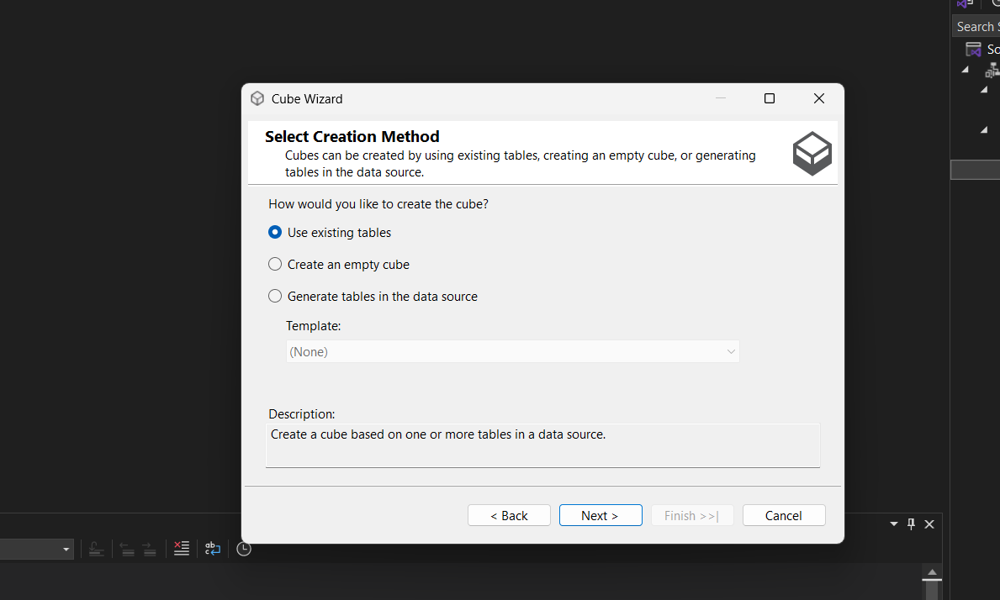 Search S
So
Cube Wizard
Select Creation Method
Cubes can be created by using existing tables, creating an empty cube, or generating
tables in the data source.
How would you like to create the cube?
Use existing tables
Create an empty cube
Generate tables in the data source
Template:
(None)
Description:
Create a cube based on one or more tables in a data source.
< Back
Next >
Finish >>|
Cancel